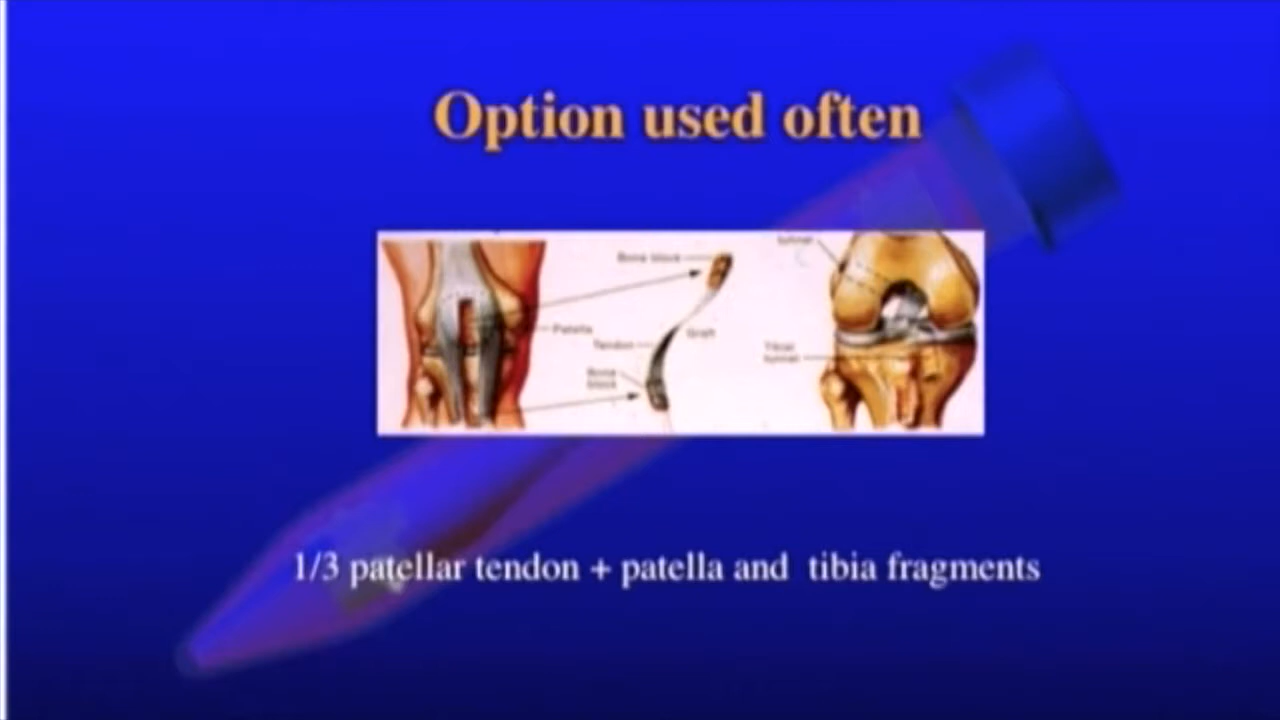 Option used often
tunnel
Bone block
Patella
Graft
Tendon
Tibial
tunnel
Bone
block
1/3 patellar tendon + patella and  tibia fragments